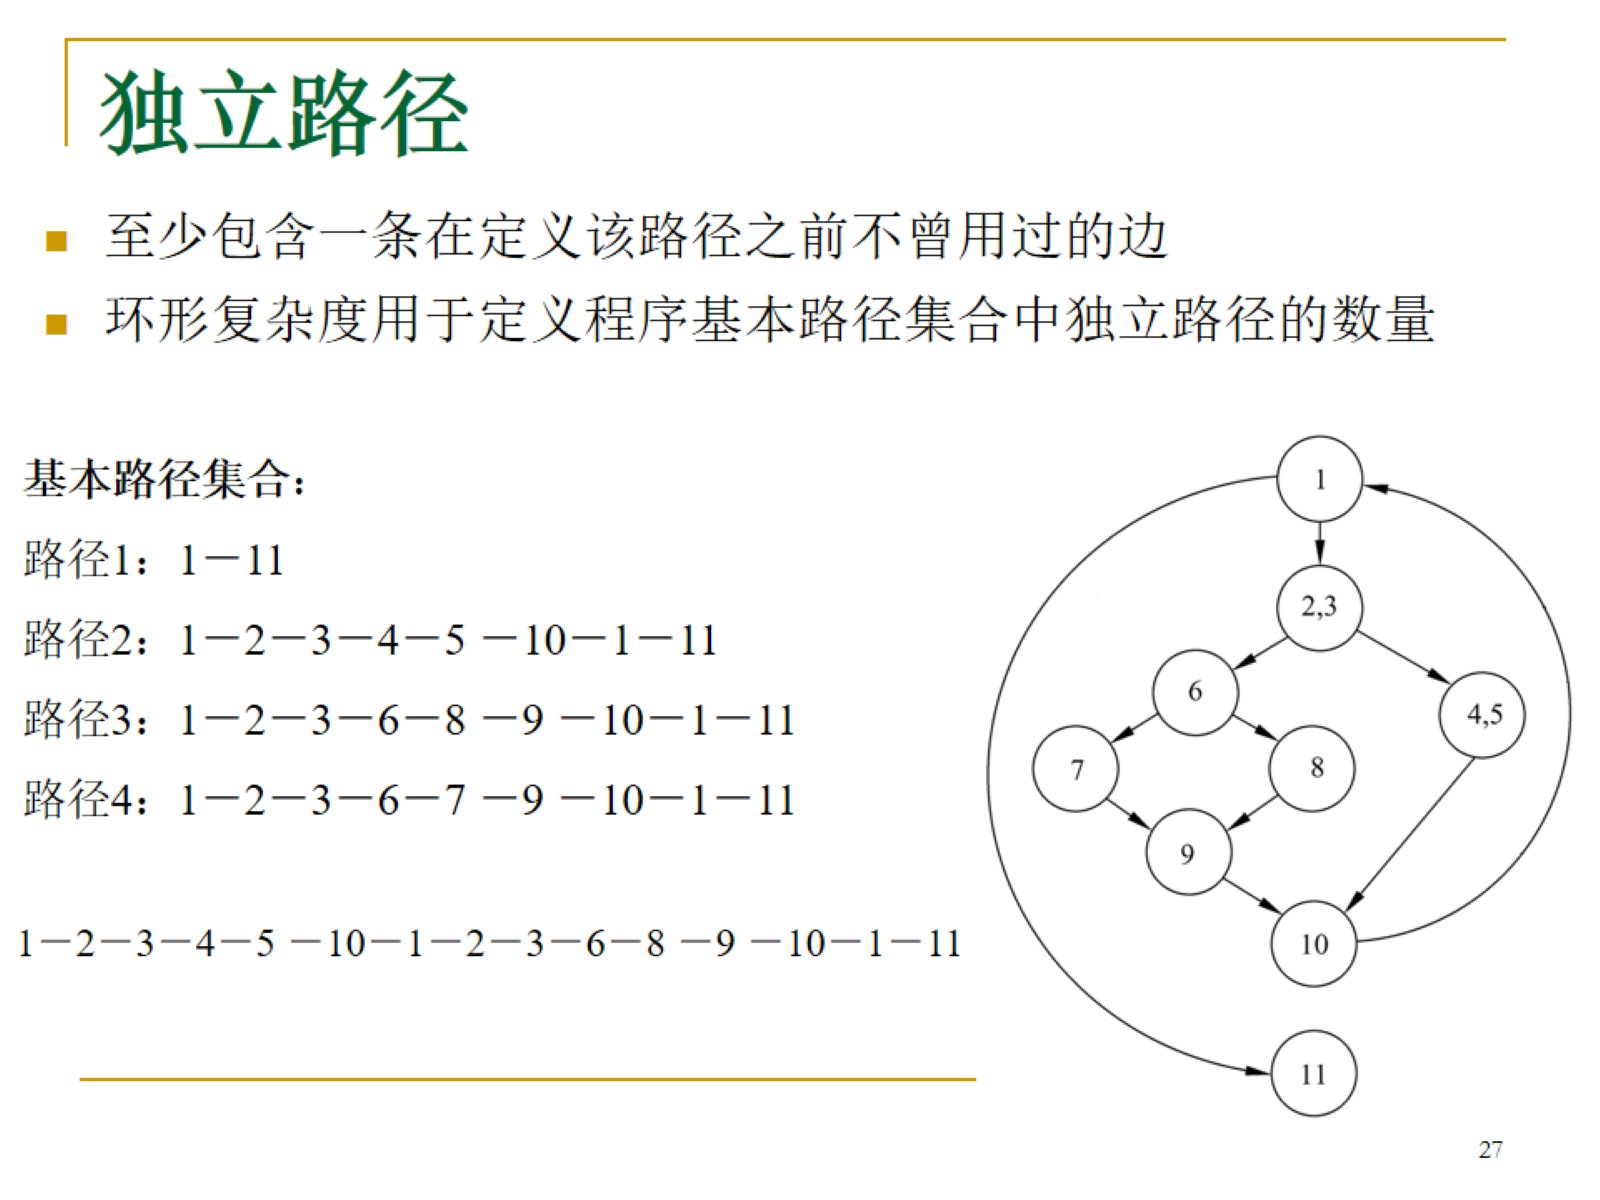 独立路径
至少包含一条在定义该路径之前不曾用过的边
环形复杂度用于定义程序基本路径集合中独立路径的数量
基本路径集合：
路径1：1－11
路径2：1－2－3－4－5 －10－1－11
路径3：1－2－3－6－8 －9 －10－1－11
路径4：1－2－3－6－7 －9 －10－1－11
1－2－3－4－5 －10－1－2－3－6－8 －9 －10－1－11
1
2,3
6
4,5
7
8
9
10
11
27